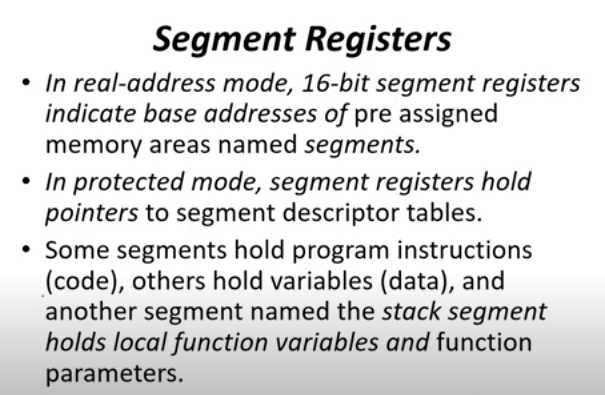 Segment Registers
• In real-address mode, 16-bit segment registers
indicate base addresses of pre assigned
memory areas named segments.
• In protected mode, segment registers hold
pointers to segment descriptor tables.
• Some segments hold program instructions
(code), others hold variables (data), and
another segment named the stack segment
holds local function variables and function
parameters.